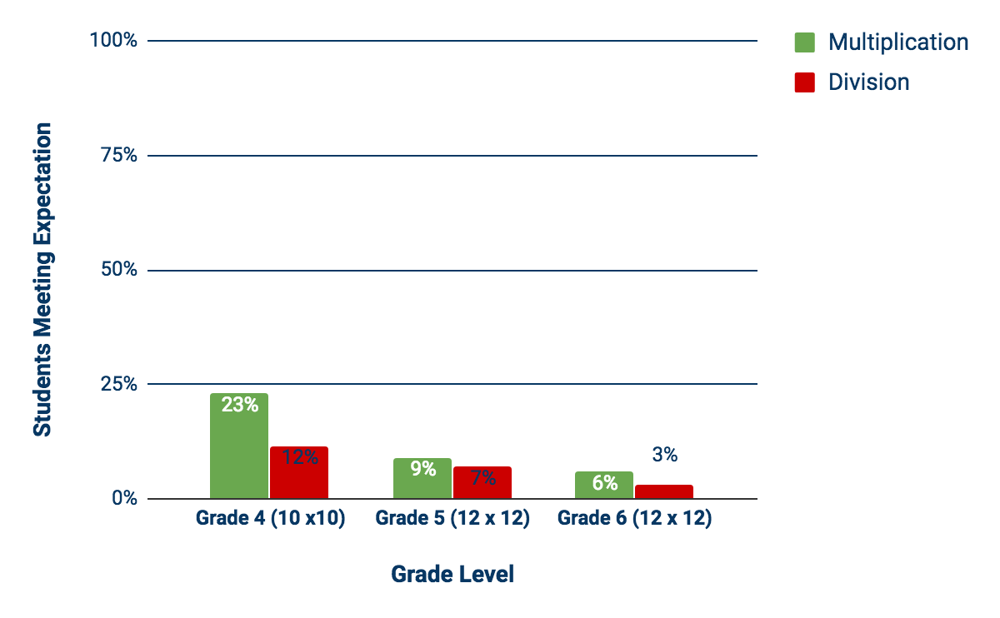 100%
75%
50%
25%
0%
Students Meeting Expectation
23%
12%
9%
7%
6%
3%
Grade 4 (10 x10)
Grade 5 (12 x 12)
Grade 6 (12 x 12)
Grade Level
Multiplication
Division